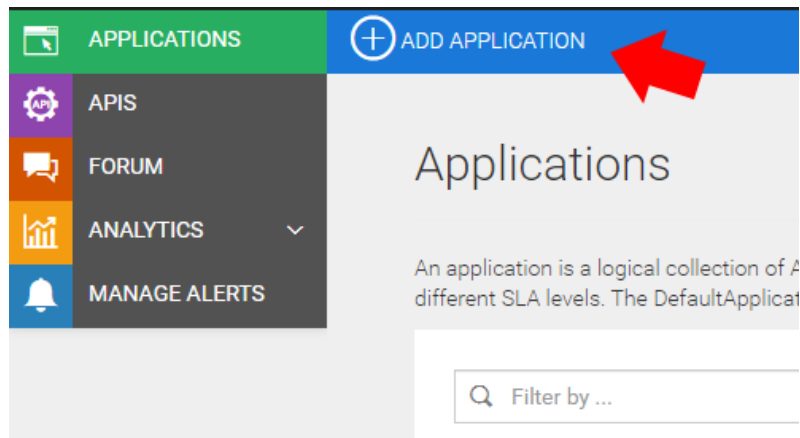 APPLICATIONS
ADD APPLICATION
API
APIS
FORUM
ANALYTICS
MANAGE ALERTS
Applications
An application is a logical collection of
different SLA levels. The DefaultApplicat
Filter by ...